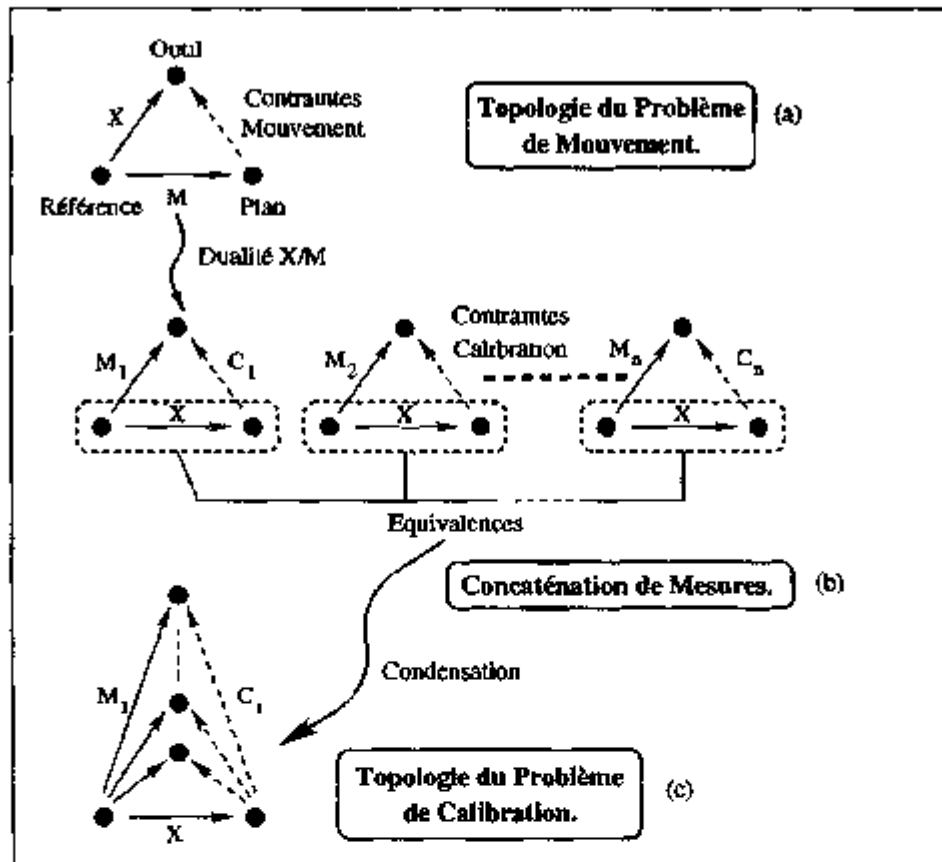 Outil
X
Contraintes
Mouvement
Topologie du Problème
de Mouvement.
(a)
Référence
M
Plan
Dualité X/M
M1
C1
X
M2
Contraintes
Calibration
X
Mn
Cn
X
Equivalences
Concaténation de Mesures.
(b)
Condensation
M1
C1
X
Topologie du Problème
de Calibration.
(c)